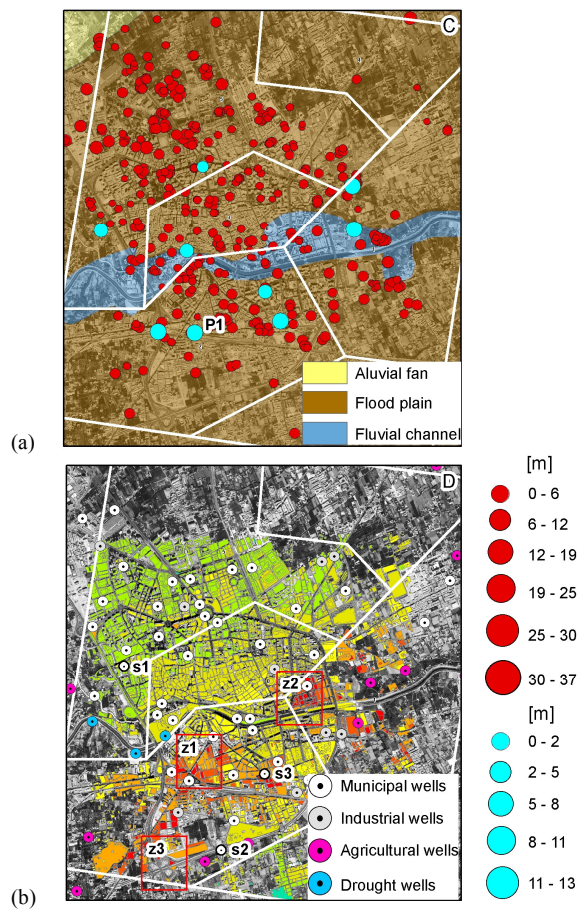 C
P1
Aluvial fan
Flood plain
Fluvial channel
(a)
D
s1
z2
z1
s3
z3
s2
Municipal wells
Industrial wells
Agricultural wells
Drought wells
(b)
[m]
0 - 6
6 - 12
12 - 19
19 - 25
25 - 30
30 - 37
[m]
0 - 2
2 - 5
5 - 8
8 - 11
11 - 13